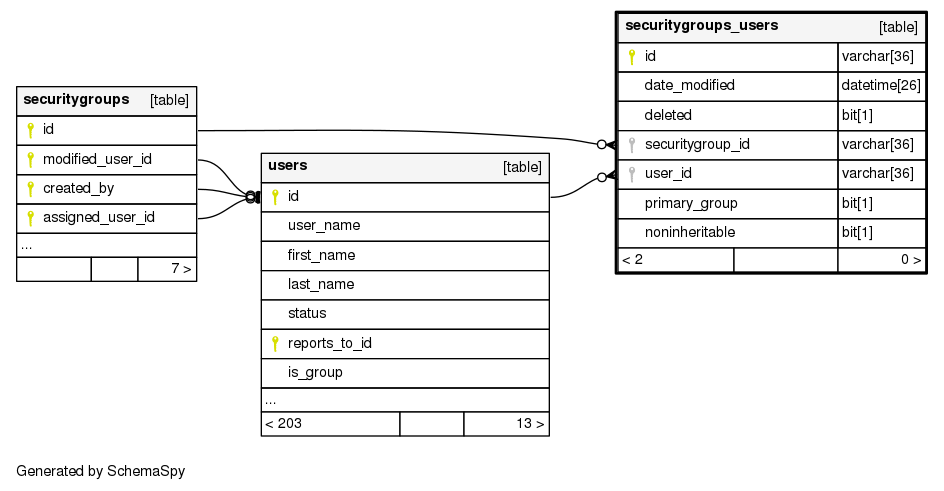 securitygroups_users [table]
id varchar[36]
date_modified datetime[26]
deleted bit[1]
securitygroup_id varchar[36]
user_id varchar[36]
primary_group bit[1]
noninheritable bit[1]
< 2 0 >
securitygroups [table]
id
modified_user_id
created_by
assigned_user_id
...
7 >
users [table]
id
user_name
first_name
last_name
status
reports_to_id
is_group
...
< 203 13 >
Generated by SchemaSpy